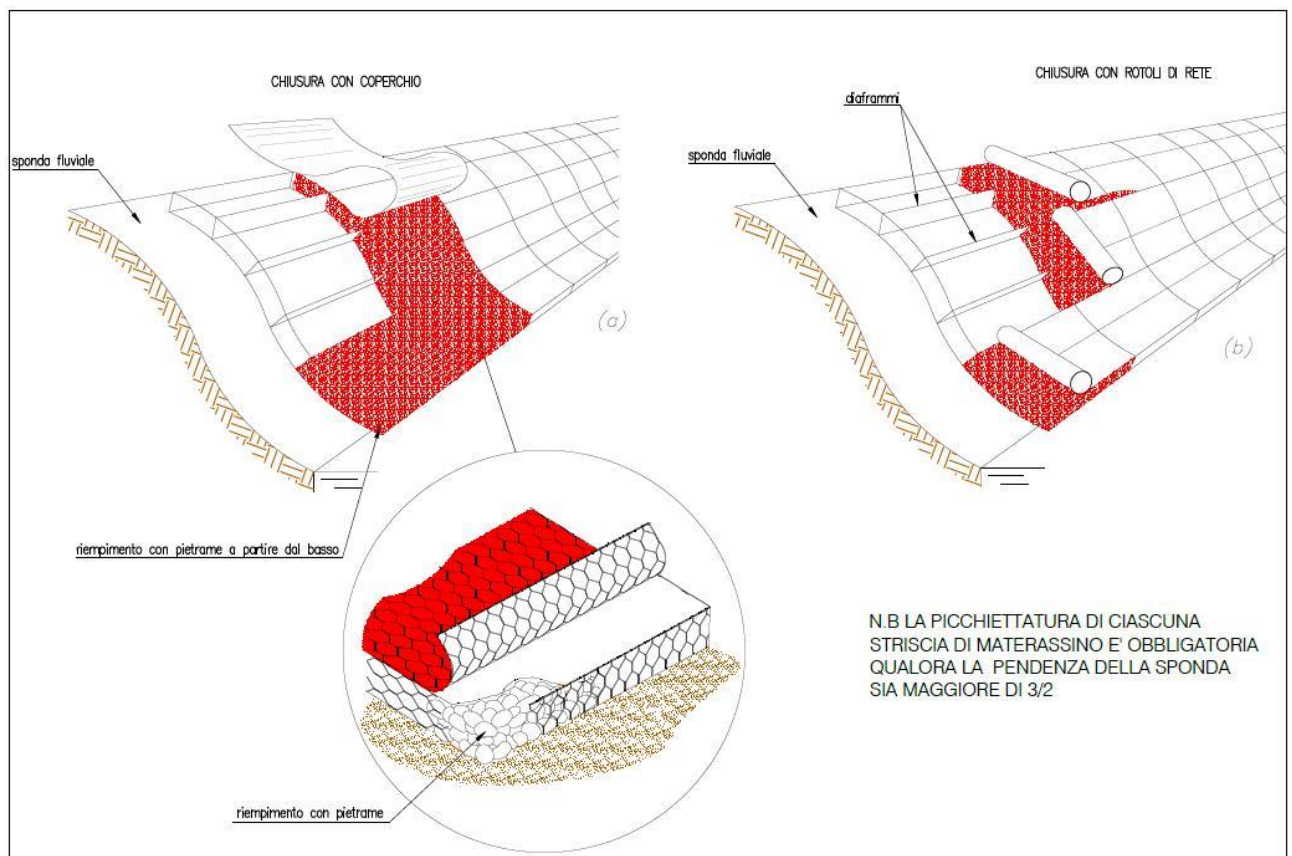 CHIUSURA CON COPERCHIO
CHIUSURA CON ROTOLI DI RETE
diaframmi
sponda fluviale
sponda fluviale
(a)
(b)
riempimento con pietrame a partire dal basso
N.B LA PICCHIETTATURA DI CIASCUNA
STRISCIA DI MATERASSINO E' OBBLIGATORIA
QUALORA LA PENDENZA DELLA SPONDA
SIA MAGGIORE DI 3/2
riempimento con pietrame